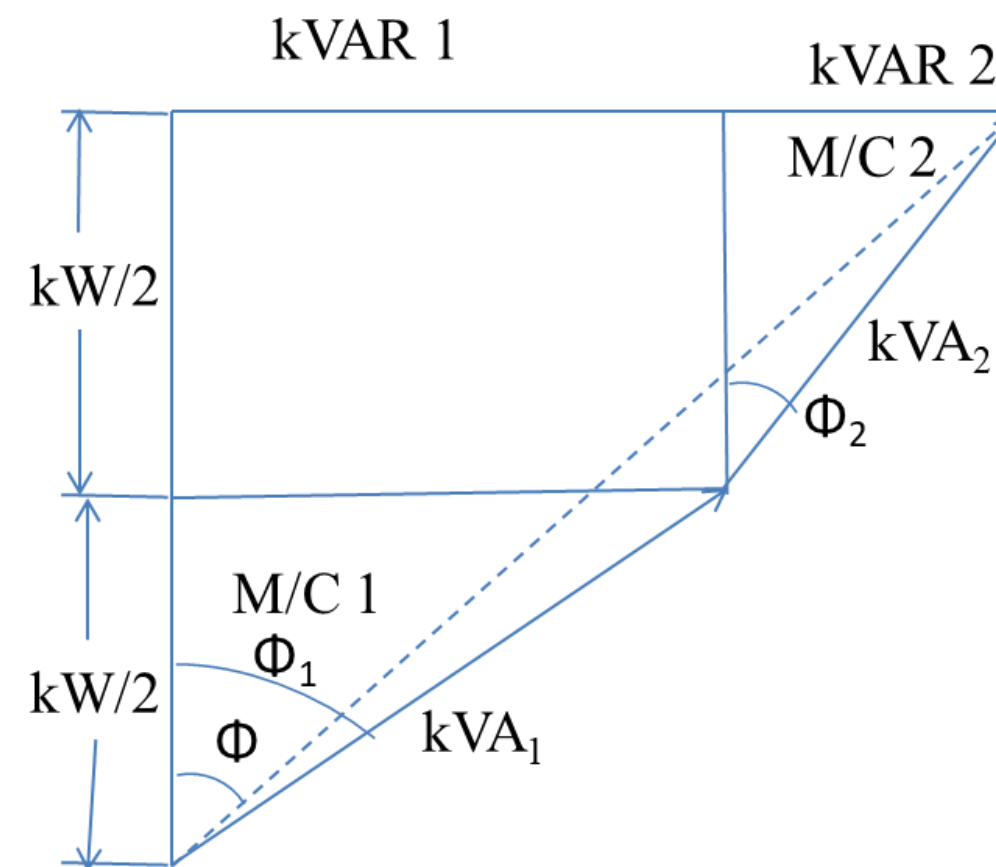 kVAR 1
kVAR 2
M/C 2
kW/2
kVA₂
Φ₂
M/C 1
Φ₁
kW/2
Φ
kVA₁